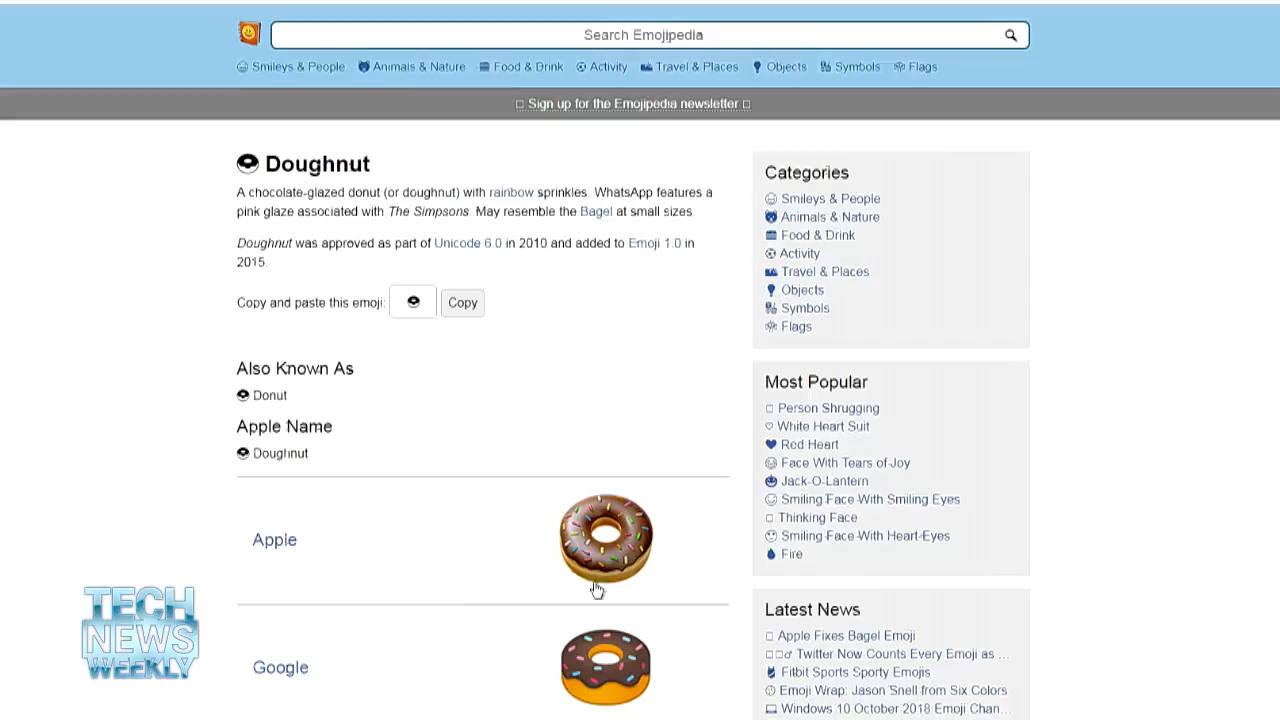 Search Emojipedia
Smileys & People Animals & Nature Food & Drink Activity Travel & Places Objects Symbols Flags
Sign up for the Emojipedia newsletter
Doughnut
A chocolate-glazed donut (or doughnut) with rainbow sprinkles. WhatsApp features a
pink glaze associated with The Simpsons. May resemble the Bagel at small sizes.
Doughnut was approved as part of Unicode 6.0 in 2010 and added to Emoji 1.0 in
2015.
Copy and paste this emoji: Copy
Also Known As
Donut
Apple Name
Doughnut
Apple
Google
Categories
Smileys & People
Animals & Nature
Food & Drink
Activity
Travel & Places
Objects
Symbols
Flags
Most Popular
Person Shrugging
White Heart Suit
Red Heart
Face With Tears of Joy
Jack-O-Lantern
Smiling Face With Smiling Eyes
Thinking Face
Smiling Face With Heart-Eyes
Fire
Latest News
Apple Fixes Bagel Emoji
Twitter Now Counts Every Emoji as ...
Fitbit Sports Sporty Emojis
Emoji Wrap: Jason Snell from Six Colors
Windows 10 October 2018 Emoji Chan...
TECH
NEWS
WEEKLY